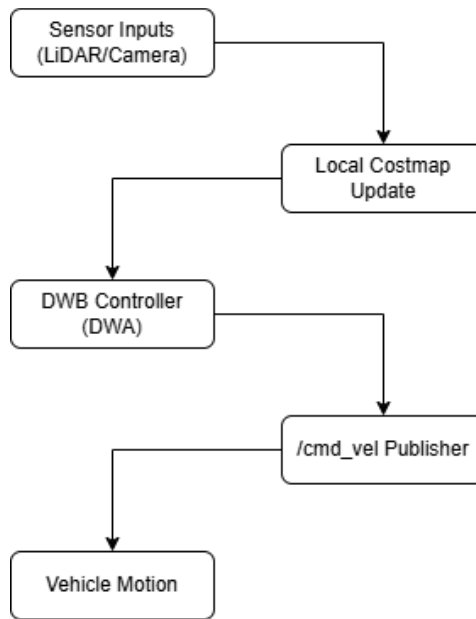 Sensor Inputs
(LiDAR/Camera)
Local Costmap
Update
DWB Controller
(DWA)
/cmd_vel Publisher
Vehicle Motion